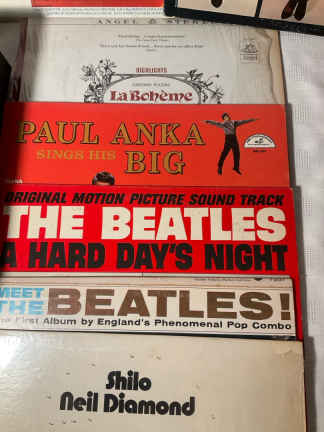 ANGEL STEREO
HIGHLIGHTS
La Bohème
PAUL ANKA
SINGS HIS
BIG
ORIGINAL MOTION PICTURE SOUND TRACK
THE BEATLES
A HARD DAY'S NIGHT
MEET
THE BEATLES!
The First Album by England's Phenomenal Pop Combo
Shilo
Neil Diamond